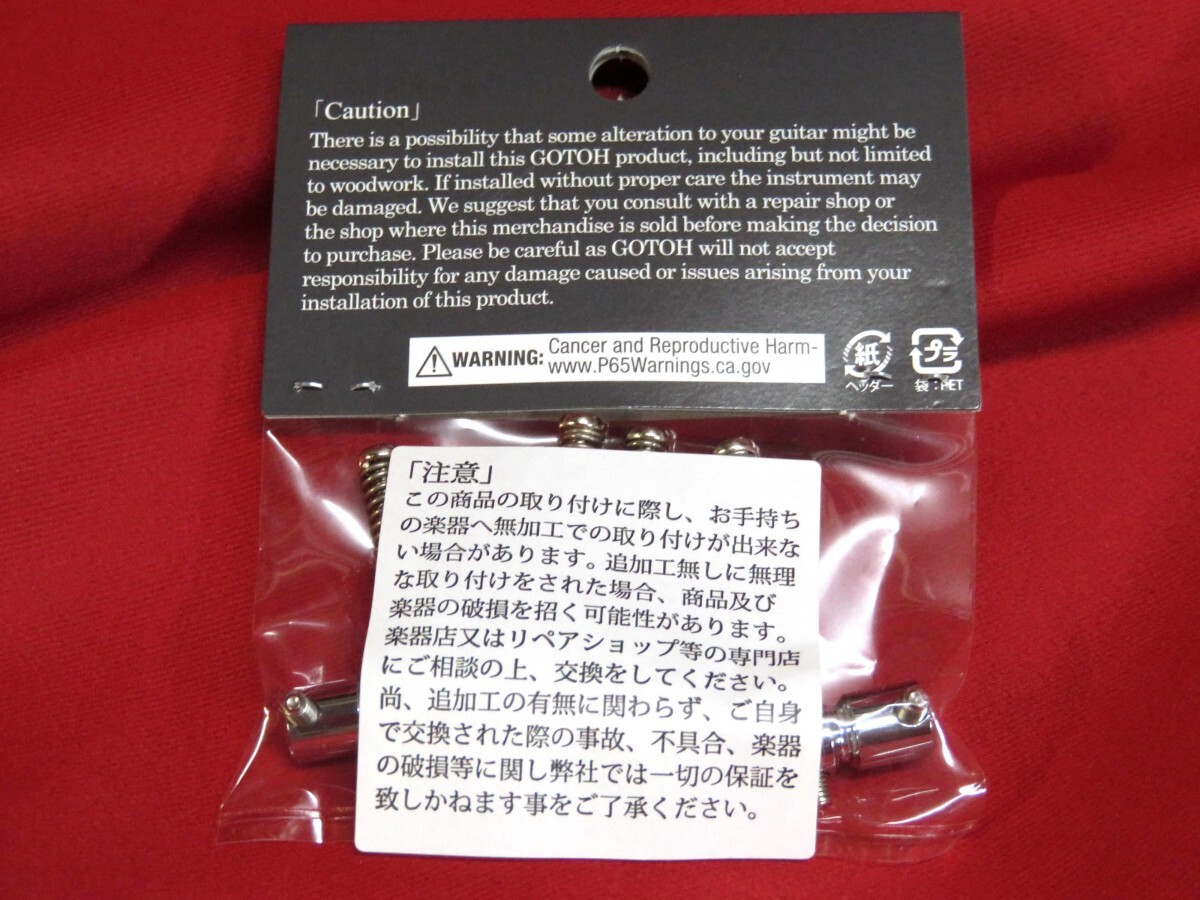 「Caution」
There is a possibility that some alteration to your guitar might be
necessary to install this GOTOH product, including but not limited
to woodwork. If installed without proper care the instrument may
be damaged. We suggest that you consult with a repair shop or
the shop where this merchandise is sold before making the decision
to purchase. Please be careful as GOTOH will not accept
responsibility for any damage caused or issues arising from your
installation of this product.
WARNING: Cancer and Reproductive Harm-
www.P65Warnings.ca.gov
紙
ヘッダー
プラ
袋：PET
「注意」
この商品の取り付けに際し、お手持ち
の楽器へ無加工での取り付けが出来な
い場合があります。追加工無しに無理
な取り付けをされた場合、商品及び
楽器の破損を招く可能性があります。
楽器店又はリペアショップ等の専門店
にご相談の上、交換をしてください。
尚、追加工の有無に関わらず、ご自身
で交換された際の事故、不具合、楽器
の破損等に関し弊社では一切の保証を
致しかねます事をご了承ください。